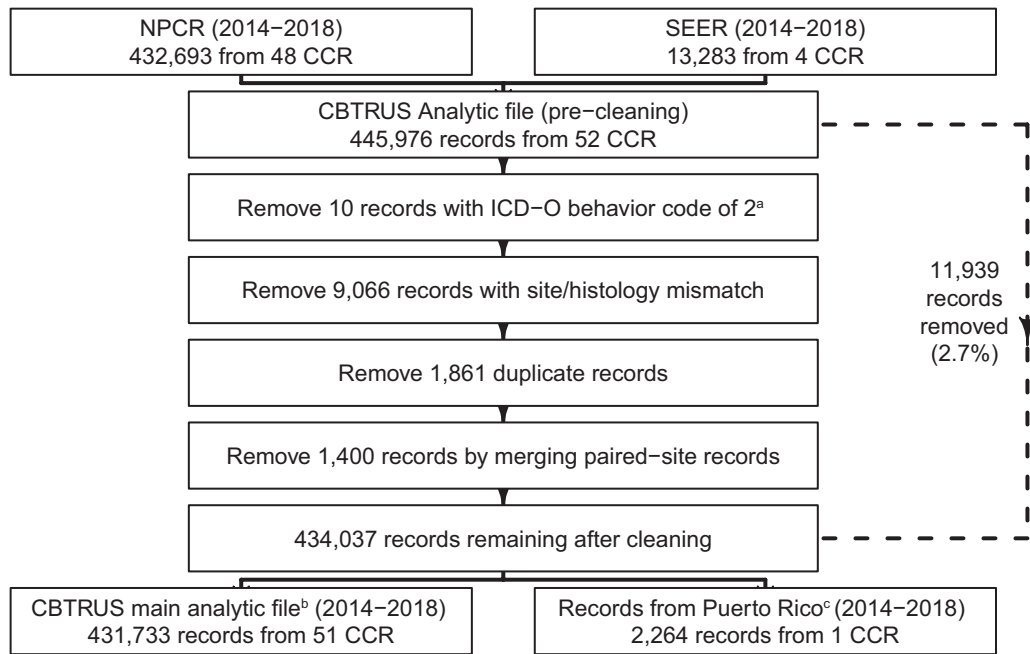 NPCR (2014−2018)
432,693 from 48 CCR
SEER (2014−2018)
13,283 from 4 CCR
CBTRUS Analytic file (pre−cleaning)
445,976 records from 52 CCR
Remove 10 records with ICD−O behavior code of 2ᵃ
Remove 9,066 records with site/histology mismatch
11,939
records
removed
(2.7%)
Remove 1,861 duplicate records
Remove 1,400 records by merging paired−site records
434,037 records remaining after cleaning
CBTRUS main analytic fileᵇ (2014−2018)
431,733 records from 51 CCR
Records from Puerto Ricoᶜ (2014−2018)
2,264 records from 1 CCR